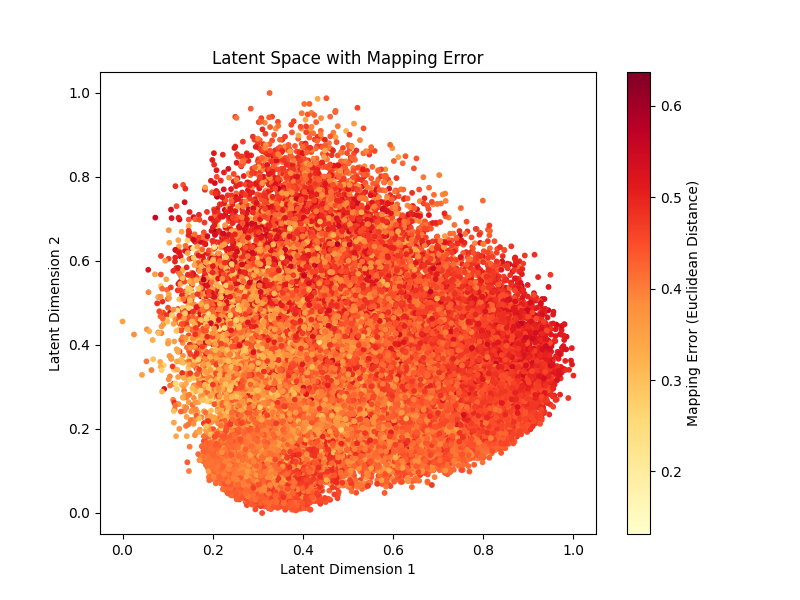 Latent Space with Mapping Error
1.0
0.8
0.6
0.4
0.2
0.0
Latent Dimension 2
0.0 0.2 0.4 0.6 0.8 1.0
Latent Dimension 1
0.6
0.5
0.4
0.3
0.2
Mapping Error (Euclidean Distance)